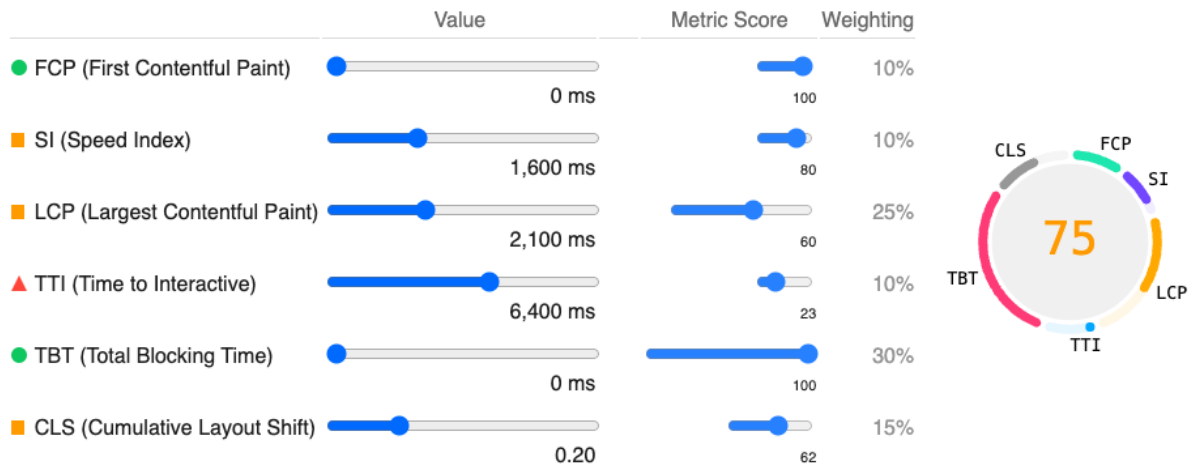 Value Metric Score Weighting
FCP (First Contentful Paint) 10%
0 ms 100
SI (Speed Index) 10%
1,600 ms 80
LCP (Largest Contentful Paint) 25%
2,100 ms 60
TTI (Time to Interactive) 10%
6,400 ms 23
TBT (Total Blocking Time) 30%
0 ms 100
CLS (Cumulative Layout Shift) 15%
0.20 62
CLS FCP
SI
75
TBT LCP
TTI